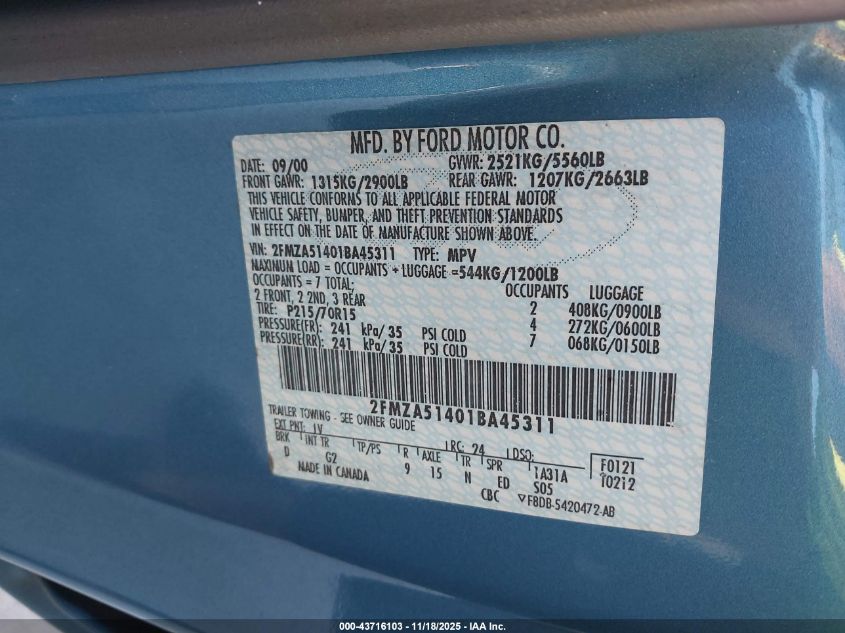 MFD. BY FORD MOTOR CO.
DATE: 09/00 GVWR: 2521KG/5560LB
FRONT GAWR: 1315KG/2900LB REAR GAWR: 1207KG/2663LB
THIS VEHICLE CONFORMS TO ALL APPLICABLE FEDERAL MOTOR
VEHICLE SAFETY, BUMPER, AND THEFT PREVENTION STANDARDS
IN EFFECT ON THE DATE OF MANUFACTURE SHOWN ABOVE.
VIN: 2FMZA51401BA45311 TYPE: MPV
MAXIMUM LOAD = OCCUPANTS + LUGGAGE =544KG/1200LB
OCCUPANTS = 7 TOTAL; OCCUPANTS LUGGAGE
2 FRONT, 2 2ND, 3 REAR 2 408KG/0900LB
TIRE: P215/70R15 4 272KG/0600LB
PRESSURE(FR) 241 kPa/ 35 PSI COLD 7 068KG/0150LB
PRESSURE(RR) 241 kPa/ 35 PSI COLD
2FMZA51401BA45311
TRAILER TOWING - SEE OWNER GUIDE
EXT PNT: 1V RC: 24 DSO: F0121
BRK INT TR TP/PS R AXLE TR SPR 1A31A T0212
D G2 9 15 N ED S05
MADE IN CANADA CBC ▽F8DB-5420472-AB
000-43716103 - 11/18/2025 - IAA Inc.